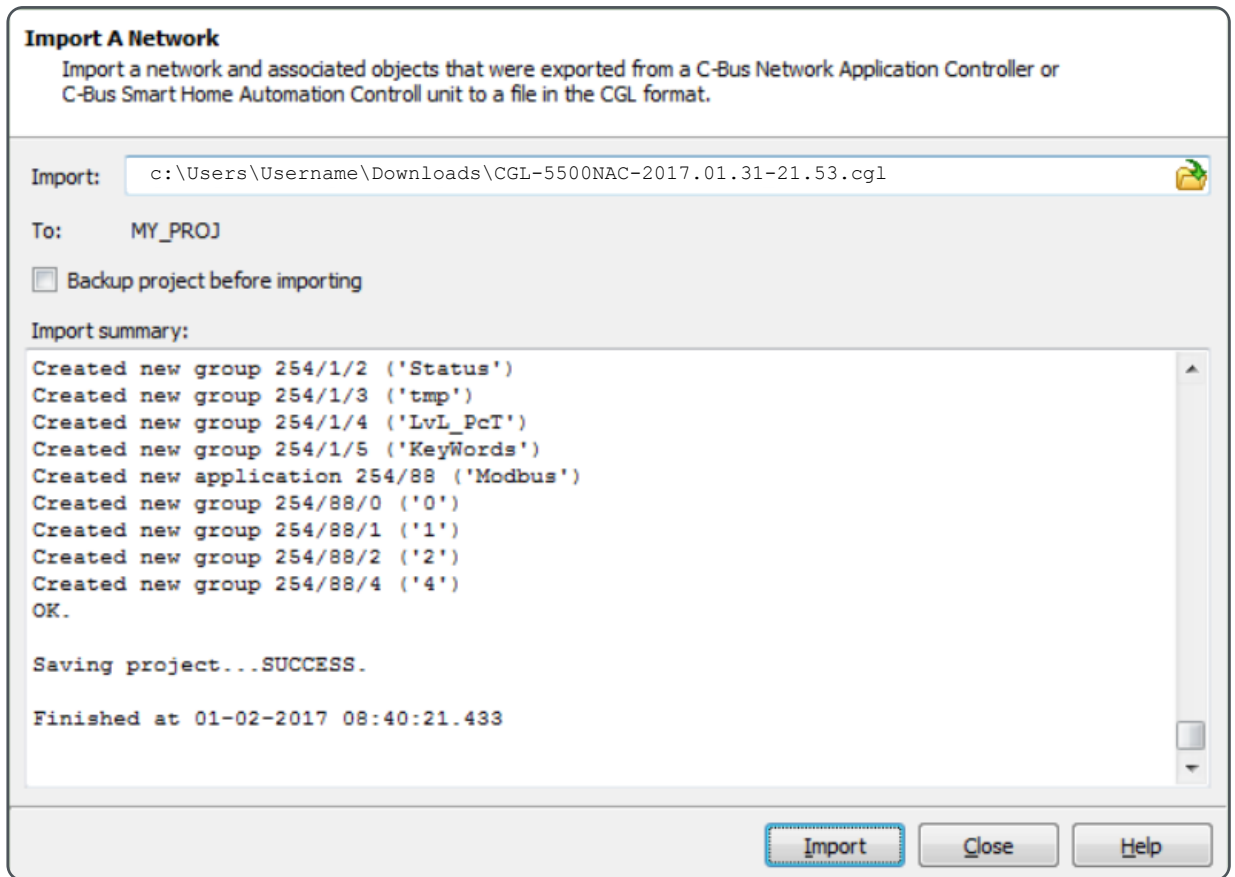 Import A Network
Import a network and associated objects that were exported from a C-Bus Network Application Controller or
C-Bus Smart Home Automation Controll unit to a file in the CGL format.
Import: c:\Users\Username\Downloads\CGL-5500NAC-2017.01.31-21.53.cgl
To: MY_PROJ
Backup project before importing
Import summary:
Created new group 254/1/2 ('Status')
Created new group 254/1/3 ('tmp')
Created new group 254/1/4 ('LvL_PcT')
Created new group 254/1/5 ('KeyWords')
Created new application 254/88 ('Modbus')
Created new group 254/88/0 ('0')
Created new group 254/88/1 ('1')
Created new group 254/88/2 ('2')
Created new group 254/88/4 ('4')
OK.
Saving project...SUCCESS.
Finished at 01-02-2017 08:40:21.433
Import Close Help